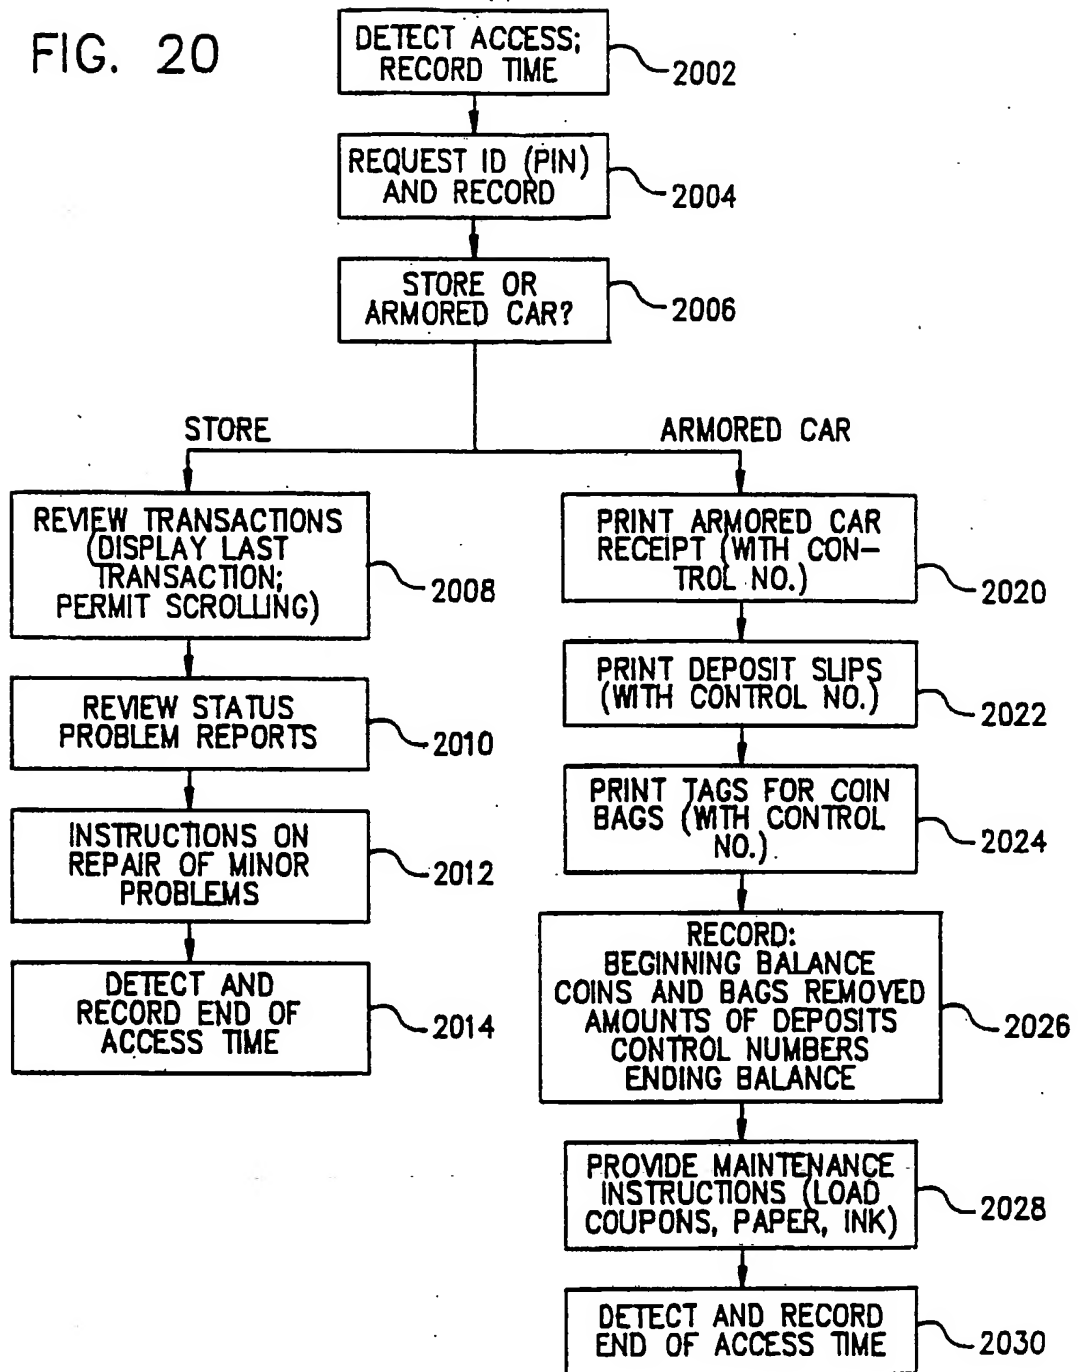 FIG. 20
DETECT ACCESS;
RECORD TIME
2002
REQUEST ID (PIN)
AND RECORD
2004
STORE OR
ARMORED CAR?
2006
STORE
ARMORED CAR
REVIEW TRANSACTIONS
(DISPLAY LAST
TRANSACTION;
PERMIT SCROLLING)
2008
REVIEW STATUS
PROBLEM REPORTS
2010
INSTRUCTIONS ON
REPAIR OF MINOR
PROBLEMS
2012
DETECT AND
RECORD END OF
ACCESS TIME
2014
PRINT ARMORED CAR
RECEIPT (WITH CON-
TROL NO.)
2020
PRINT DEPOSIT SLIPS
(WITH CONTROL NO.)
2022
PRINT TAGS FOR COIN
BAGS (WITH CONTROL
NO.)
2024
RECORD:
BEGINNING BALANCE
COINS AND BAGS REMOVED
AMOUNTS OF DEPOSITS
CONTROL NUMBERS
ENDING BALANCE
2026
PROVIDE MAINTENANCE
INSTRUCTIONS (LOAD
COUPONS, PAPER, INK)
2028
DETECT AND RECORD
END OF ACCESS TIME
2030